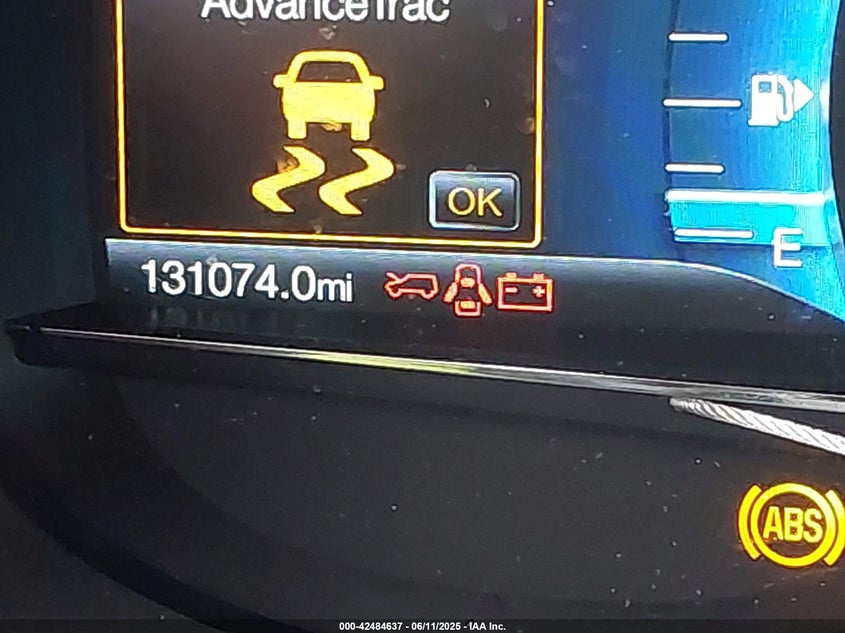 AdvanceTrac
OK
E
131074.0mi
- +
ABS
000-42484637 - 06/11/2025 - IAA Inc.